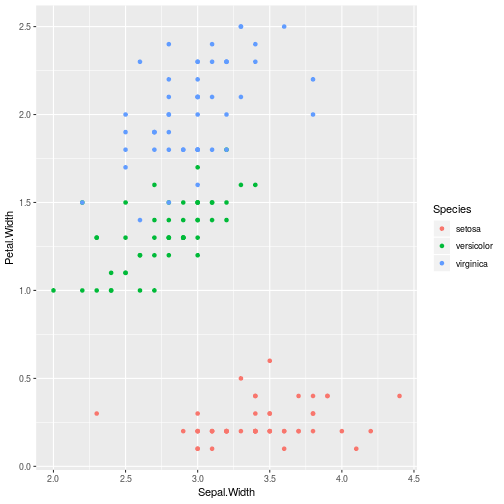 2.5
2.0
1.5
1.0
0.5
0.0
Petal.Width
2.0 2.5 3.0 3.5 4.0 4.5
Sepal.Width
Species
setosa
versicolor
virginica